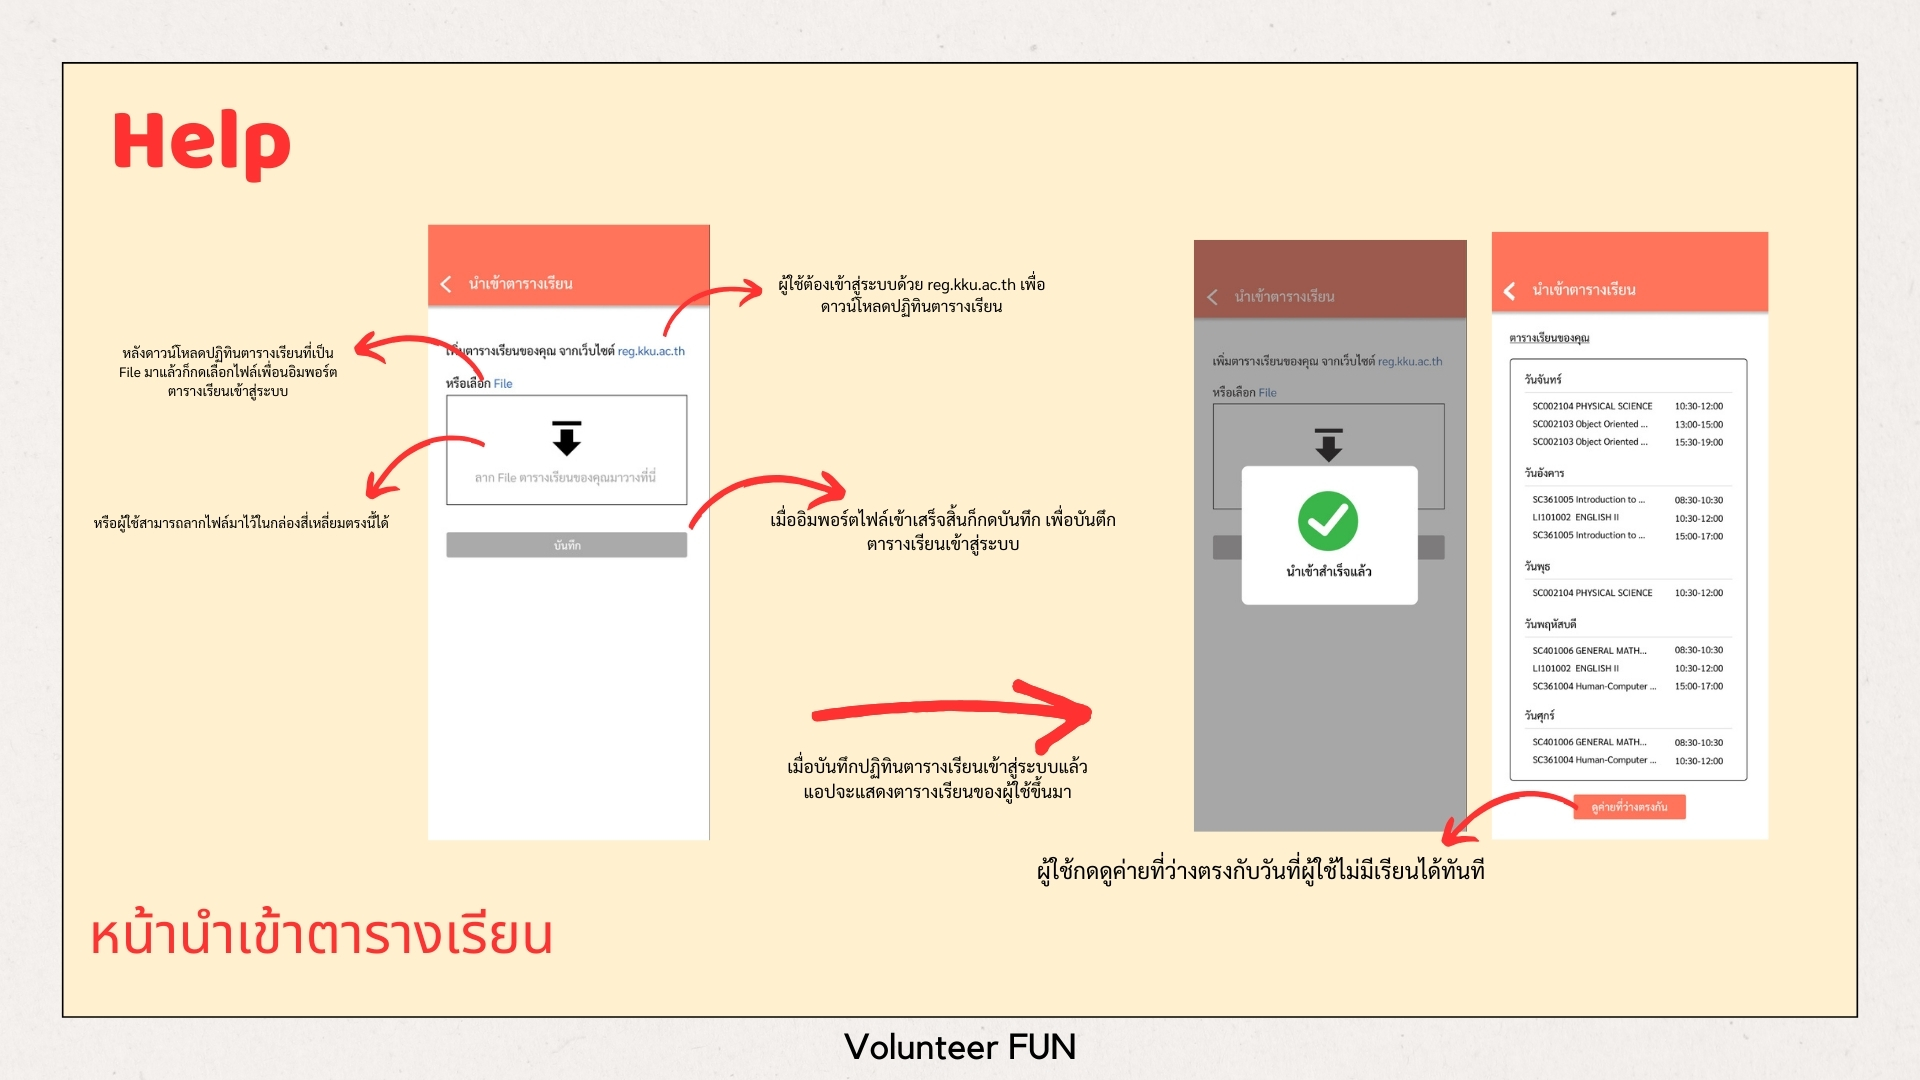 Help
นำเข้าตารางเรียน
เพิ่มตารางเรียนของคุณ จากเว็บไซต์ reg.kku.ac.th
หรือเลือก File
ลาก File ตารางเรียนของคุณมาวางที่นี่
บันทึก
ผู้ใช้ต้องเข้าสู่ระบบด้วย reg.kku.ac.th เพื่อ
ดาวน์โหลดปฏิทินตารางเรียน
หลังดาวน์โหลดปฏิทินตารางเรียนที่เป็น
File มาแล้วก็กดเลือกไฟล์เพื่อนอิมพอร์ต
ตารางเรียนเข้าสู่ระบบ
หรือผู้ใช้สามารถลากไฟล์มาไว้ในกล่องสี่เหลี่ยมตรงนี้ได้
เมื่ออิมพอร์ตไฟล์เข้าเสร็จสิ้นก็กดบันทึก เพื่อบันตึก
ตารางเรียนเข้าสู่ระบบ
เมื่อบันทึกปฏิทินตารางเรียนเข้าสู่ระบบแล้ว
แอปจะแสดงตารางเรียนของผู้ใช้ขึ้นมา
นำเข้าตารางเรียน
เพิ่มตารางเรียนของคุณ จากเว็บไซต์ reg.kku.ac.th
หรือเลือก File
นำเข้าสำเร็จแล้ว
นำเข้าตารางเรียน
ตารางเรียนของคุณ
วันจันทร์
SC002104 PHYSICAL SCIENCE 10:30-12:00
SC002103 Object Oriented ... 13:00-15:00
SC002103 Object Oriented ... 15:30-19:00
วันอังคาร
SC361005 Introduction to ... 08:30-10:30
LI101002 ENGLISH II 10:30-12:00
SC361005 Introduction to ... 15:00-17:00
วันพุธ
SC002104 PHYSICAL SCIENCE 10:30-12:00
วันพฤหัสบดี
SC401006 GENERAL MATH... 08:30-10:30
LI101002 ENGLISH II 10:30-12:00
SC361004 Human-Computer ... 15:00-17:00
วันศุกร์
SC401006 GENERAL MATH... 08:30-10:30
SC361004 Human-Computer ... 10:30-12:00
ดูค่ายที่ว่างตรงกัน
ผู้ใช้กดดูค่ายที่ว่างตรงกับวันที่ผู้ใช้ไม่มีเรียนได้ทันที
หน้านำเข้าตารางเรียน
Volunteer FUN